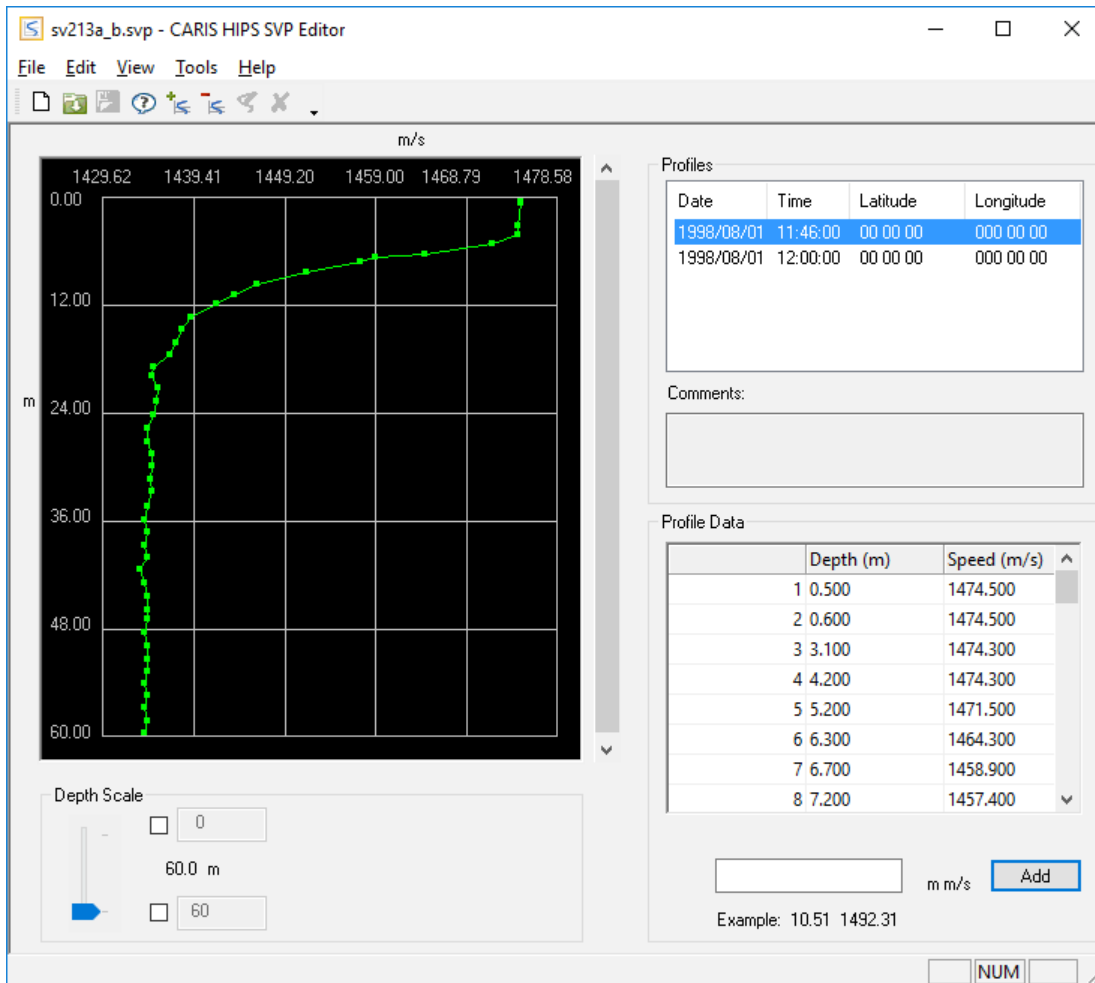 sv213a_b.svp - CARIS HIPS SVP Editor
File Edit View Tools Help
m/s
1429.62 1439.41 1449.20 1459.00 1468.79 1478.58
0.00
12.00
24.00
m
36.00
48.00
60.00
Depth Scale
0
60.0 m
60
Profiles
Date Time Latitude Longitude
1998/08/01 11:46:00 00 00 00 000 00 00
1998/08/01 12:00:00 00 00 00 000 00 00
Comments:
Profile Data
Depth (m) Speed (m/s)
1 0.500 1474.500
2 0.600 1474.500
3 3.100 1474.300
4 4.200 1474.300
5 5.200 1471.500
6 6.300 1464.300
7 6.700 1458.900
8 7.200 1457.400
m m/s Add
Example: 10.51 1492.31
NUM